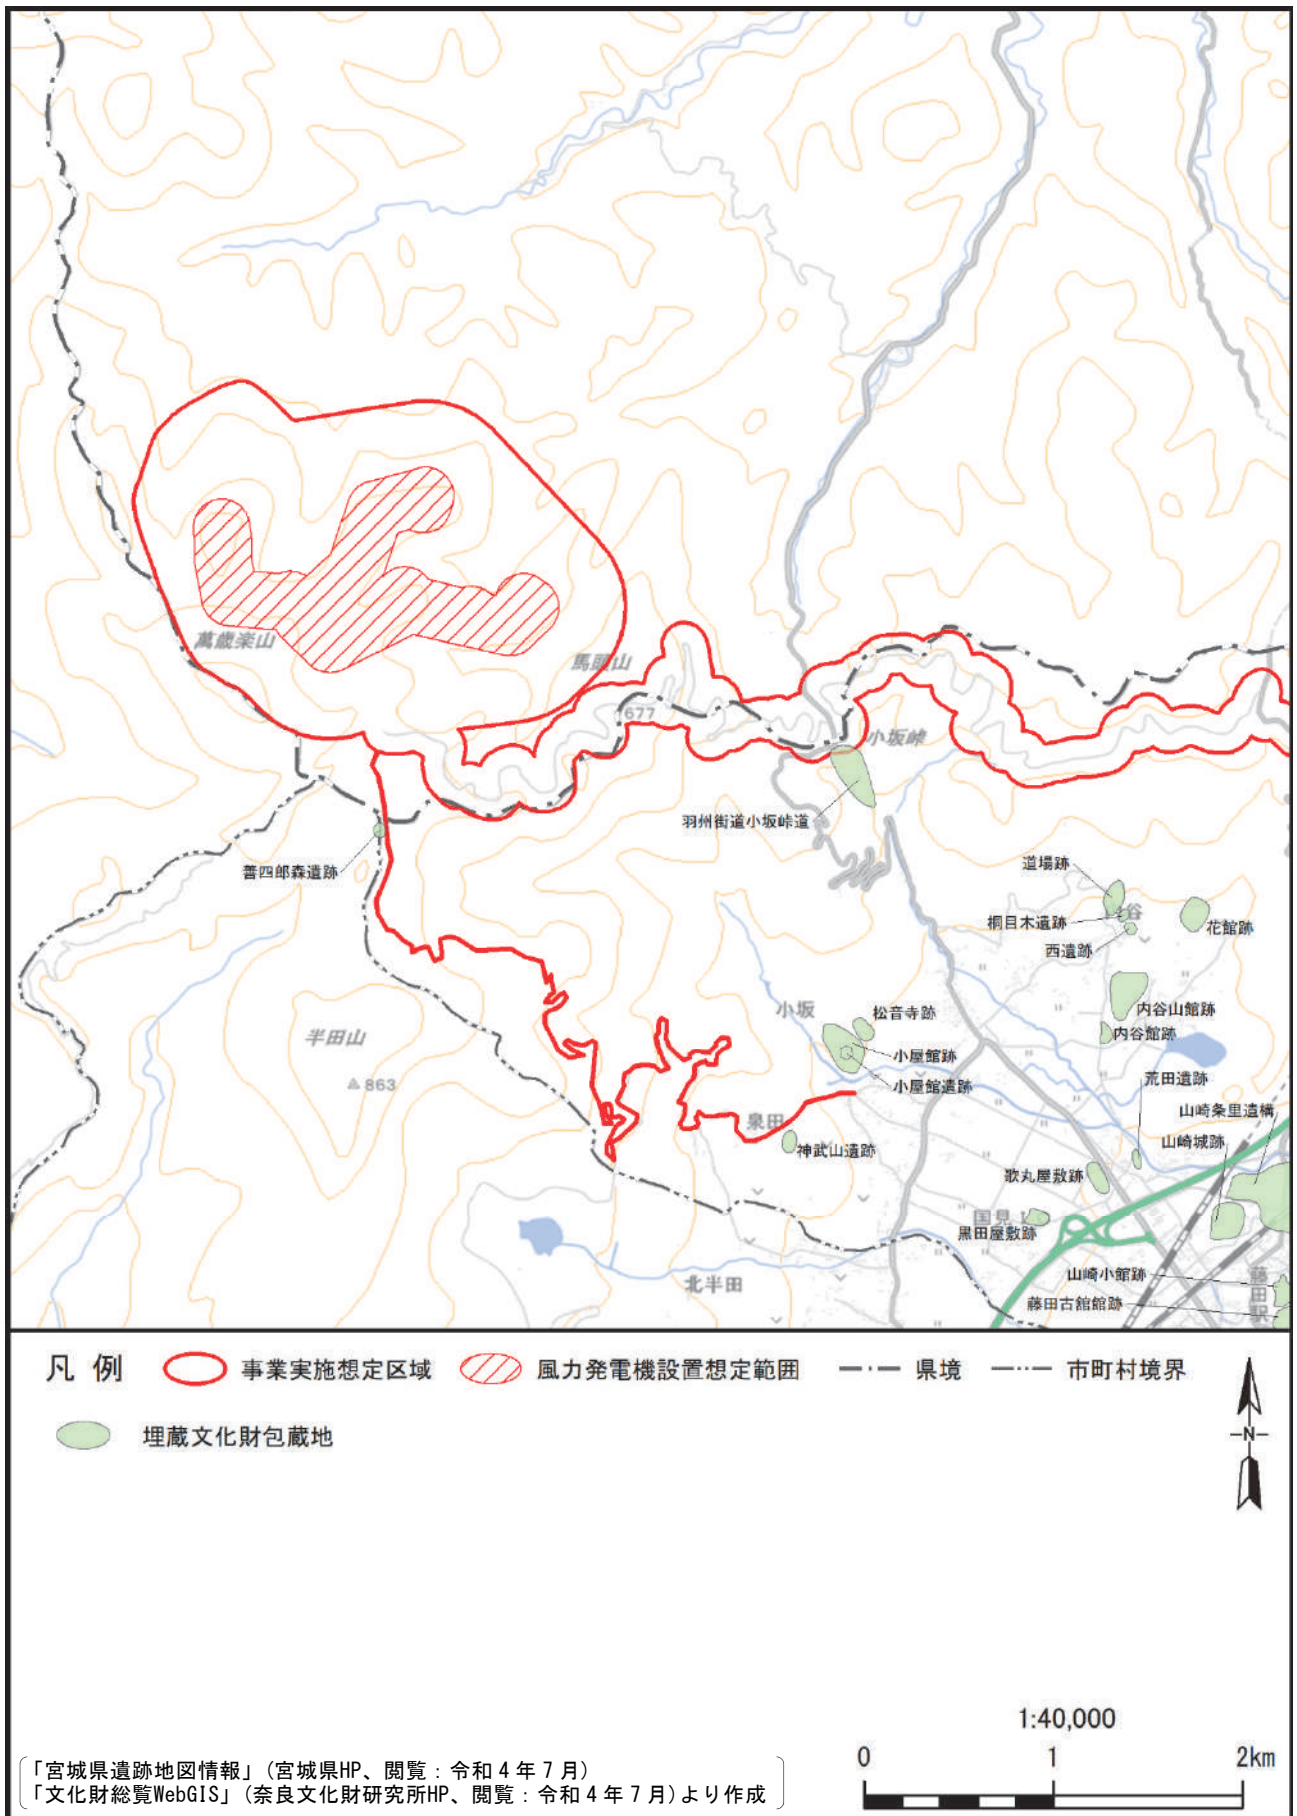 萬歳楽山
馬頭山
677
小坂峠
羽州街道小坂峠道
善四郎森遺跡
道場跡
桐目木遺跡
谷
西遺跡
花館跡
半田山
863
小坂
松音寺跡
小屋館跡
小屋館遺跡
内谷山館跡
内谷館跡
荒田遺跡
山崎条里遺構
山崎城跡
泉田
神武山遺跡
歌丸屋敷跡
国見
黒田屋敷跡
北半田
山崎小館跡
藤田古舘館跡
藤田駅
凡 例
事業実施想定区域
風力発電機設置想定範囲
県境
市町村境界
埋蔵文化財包蔵地
N
1:40,000
0 1 2km
「宮城県遺跡地図情報」(宮城県HP、閲覧:令和4年7月)
「文化財総覧WebGIS」(奈良文化財研究所HP、閲覧:令和4年7月)より作成